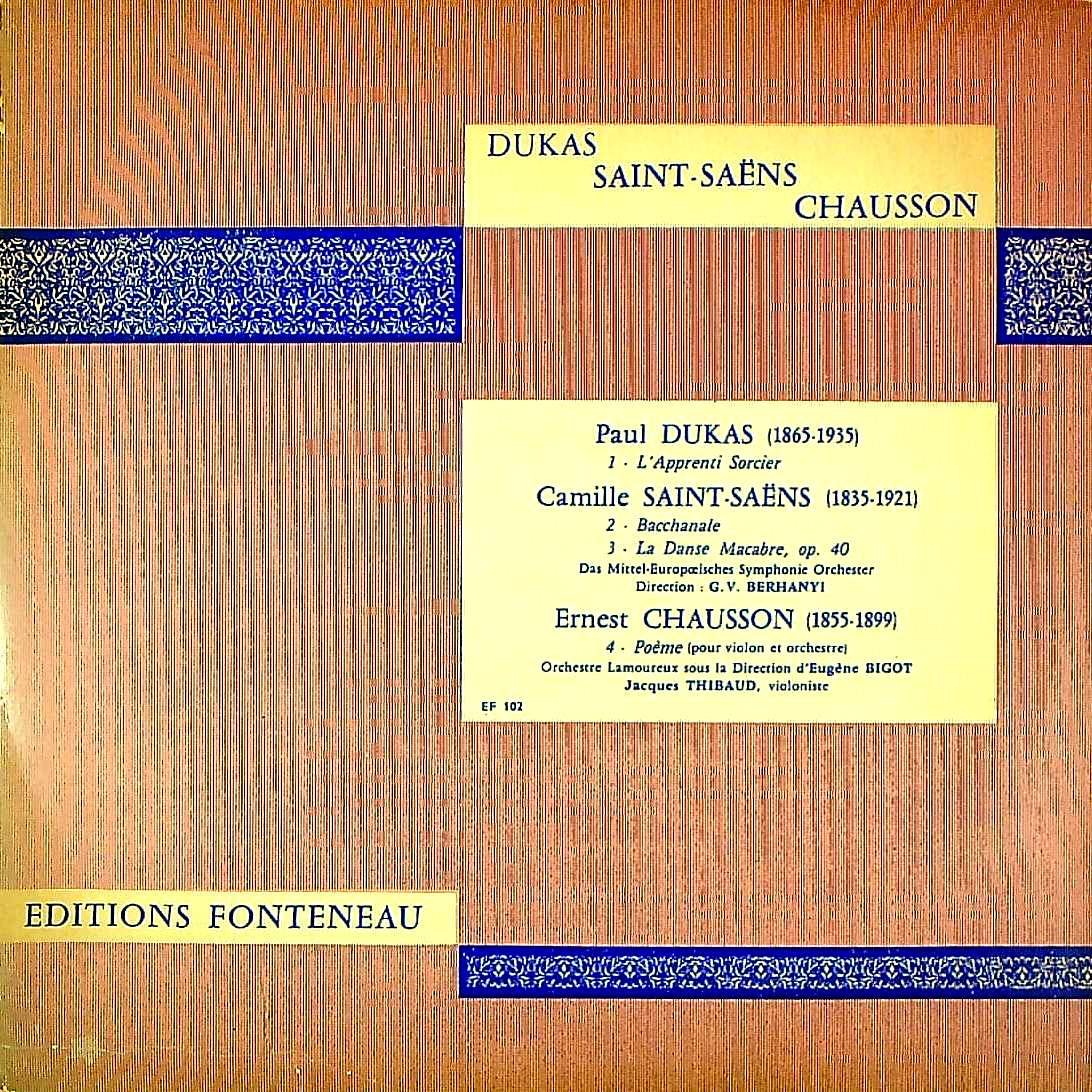 DUKAS
SAINT-SAËNS
CHAUSSON
Paul DUKAS (1865-1935)
1 - L'Apprenti Sorcier
Camille SAINT-SAËNS (1835-1921)
2 - Bacchanale
3 - La Danse Macabre, op. 40
Das Mittel-Europœisches Symphonie Orchester
Direction : G.V. BERHANYI
Ernest CHAUSSON (1855-1899)
4 - Poème (pour violon et orchestre)
Orchestre Lamoureux sous la Direction d'Eugène BIGOT
Jacques THIBAUD, violoniste
EF 102
EDITIONS FONTENEAU